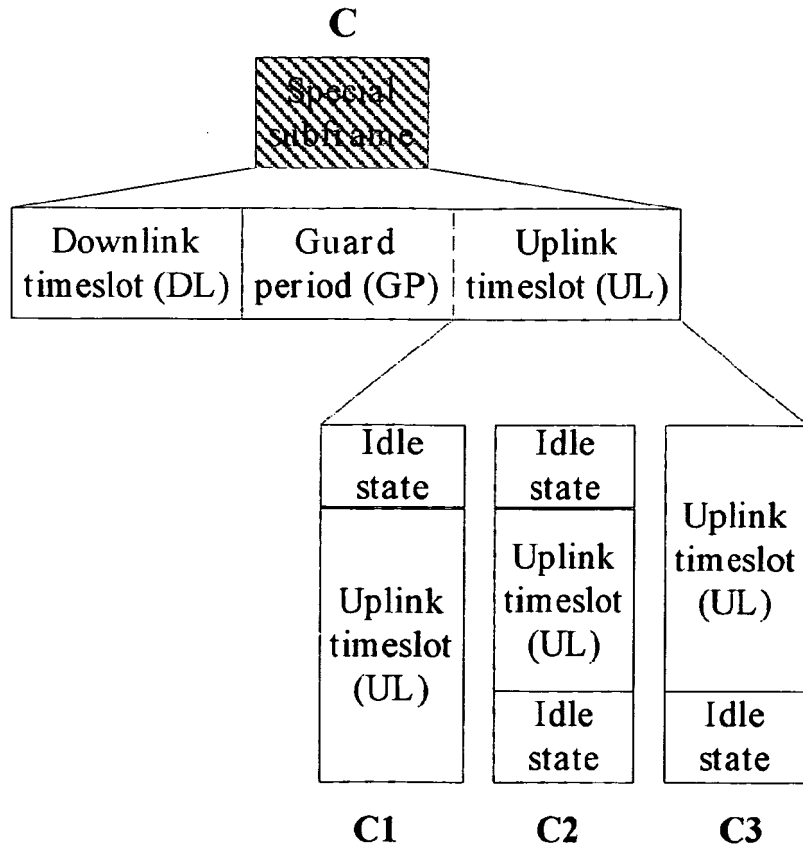 C
Special
subframe
Downlink
timeslot (DL)
Guard
period (GP)
Uplink
timeslot (UL)
Idle
state
Uplink
timeslot
(UL)
Idle
state
Uplink
timeslot
(UL)
Idle
state
Uplink
timeslot
(UL)
Idle
state
C1
C2
C3